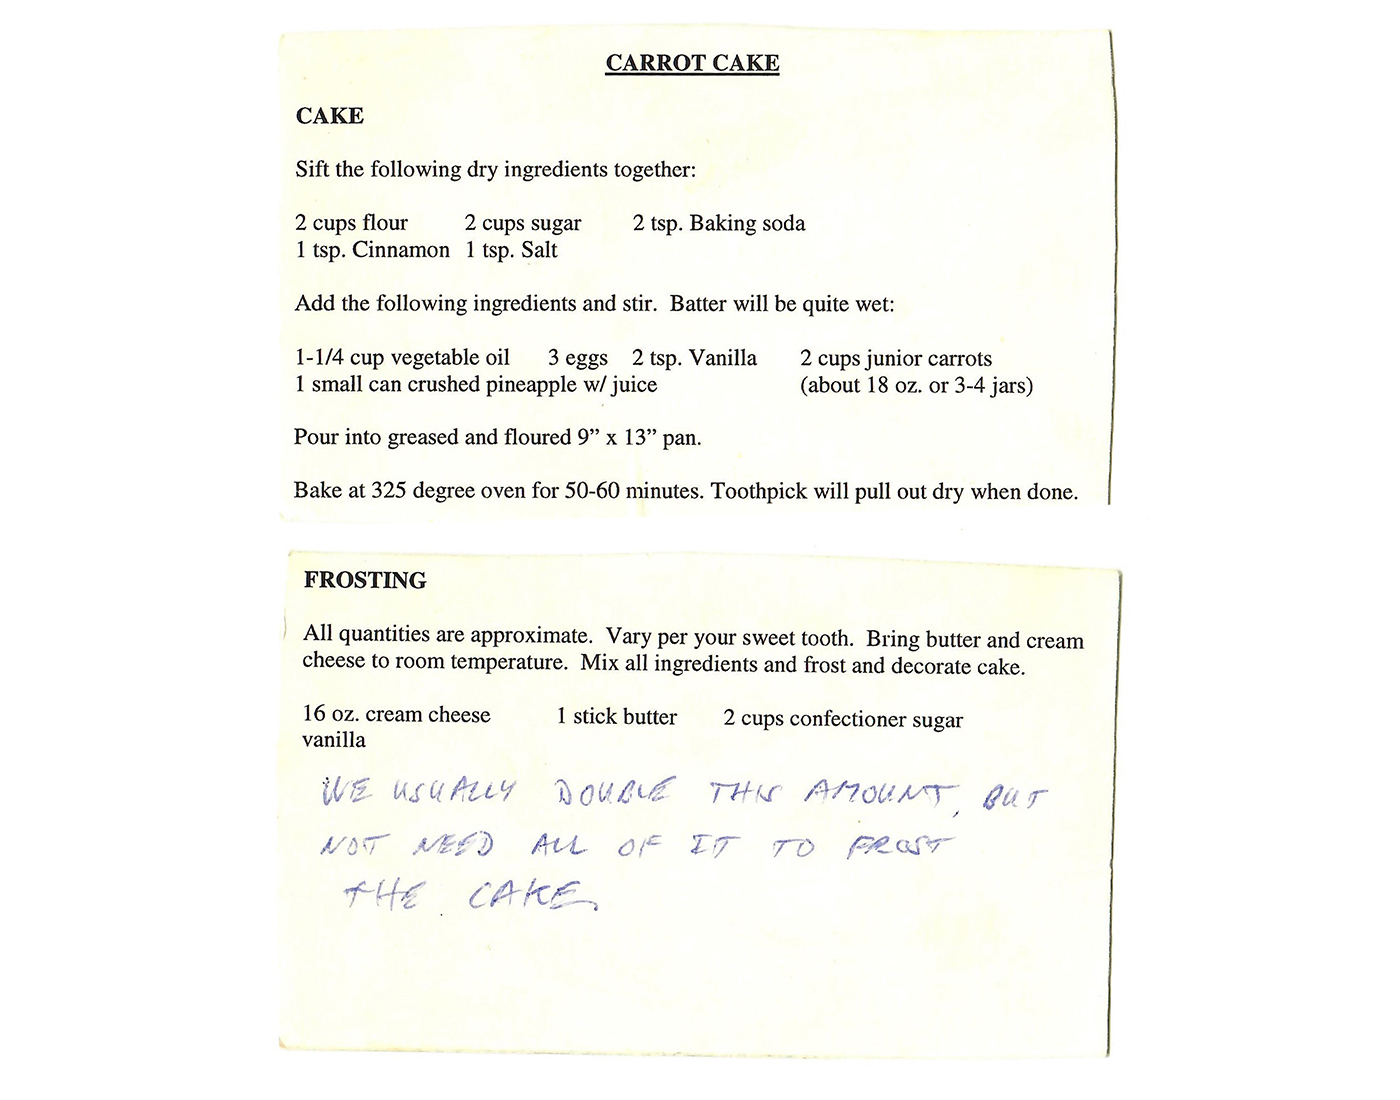 CARROT CAKE
CAKE
Sift the following dry ingredients together:
2 cups flour 2 cups sugar 2 tsp. Baking soda
1 tsp. Cinnamon 1 tsp. Salt
Add the following ingredients and stir. Batter will be quite wet:
1-1/4 cup vegetable oil 3 eggs 2 tsp. Vanilla 2 cups junior carrots
1 small can crushed pineapple w/ juice (about 18 oz. or 3-4 jars)
Pour into greased and floured 9” x 13” pan.
Bake at 325 degree oven for 50-60 minutes. Toothpick will pull out dry when done.
FROSTING
All quantities are approximate. Vary per your sweet tooth. Bring butter and cream
cheese to room temperature. Mix all ingredients and frost and decorate cake.
16 oz. cream cheese 1 stick butter 2 cups confectioner sugar
vanilla
WE USUALLY DOUBLE THIS AMOUNT, BUT
NOT NEED ALL OF IT TO FROST
THE CAKE.